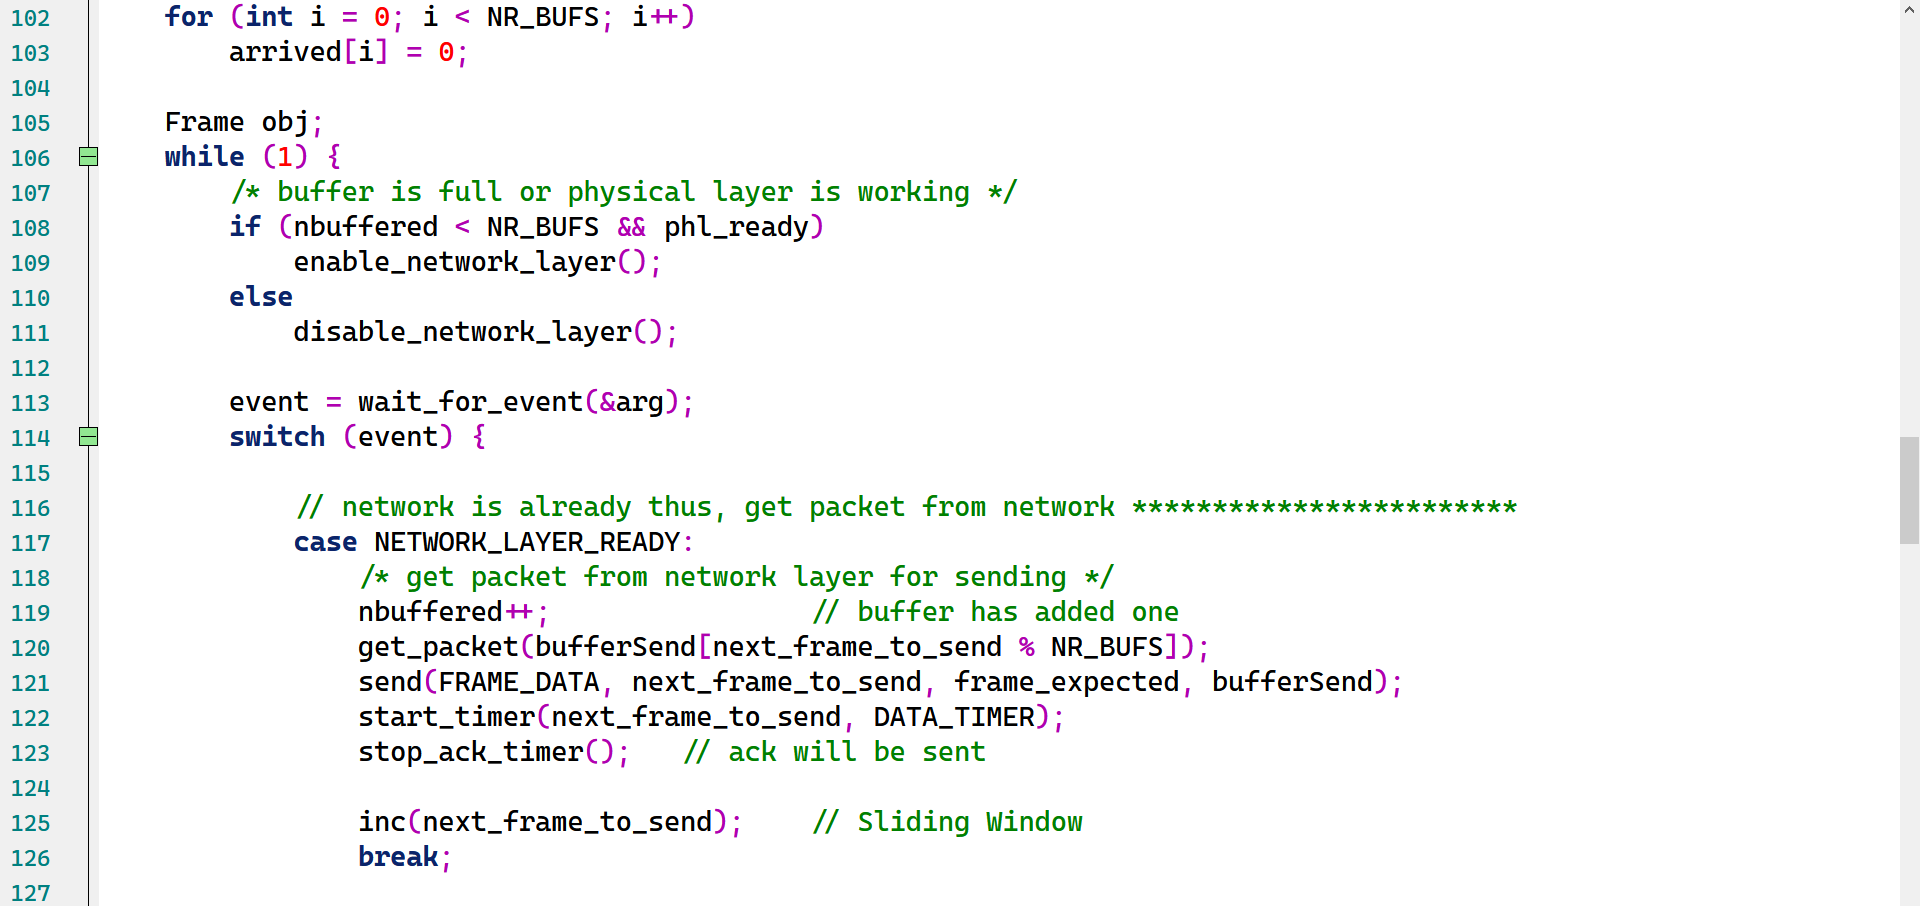 102 for (int i = 0; i < NR_BUFS; i++)
103 arrived[i] = 0;
104
105 Frame obj;
106 while (1) {
107 /* buffer is full or physical layer is working */
108 if (nbuffered < NR_BUFS && phl_ready)
109 enable_network_layer();
110 else
111 disable_network_layer();
112
113 event = wait_for_event(&arg);
114 switch (event) {
115
116 // network is already thus, get packet from network ************************
117 case NETWORK_LAYER_READY:
118 /* get packet from network layer for sending */
119 nbuffered++; // buffer has added one
120 get_packet(bufferSend[next_frame_to_send % NR_BUFS]);
121 send(FRAME_DATA, next_frame_to_send, frame_expected, bufferSend);
122 start_timer(next_frame_to_send, DATA_TIMER);
123 stop_ack_timer(); // ack will be sent
124
125 inc(next_frame_to_send); // Sliding Window
126 break;
127